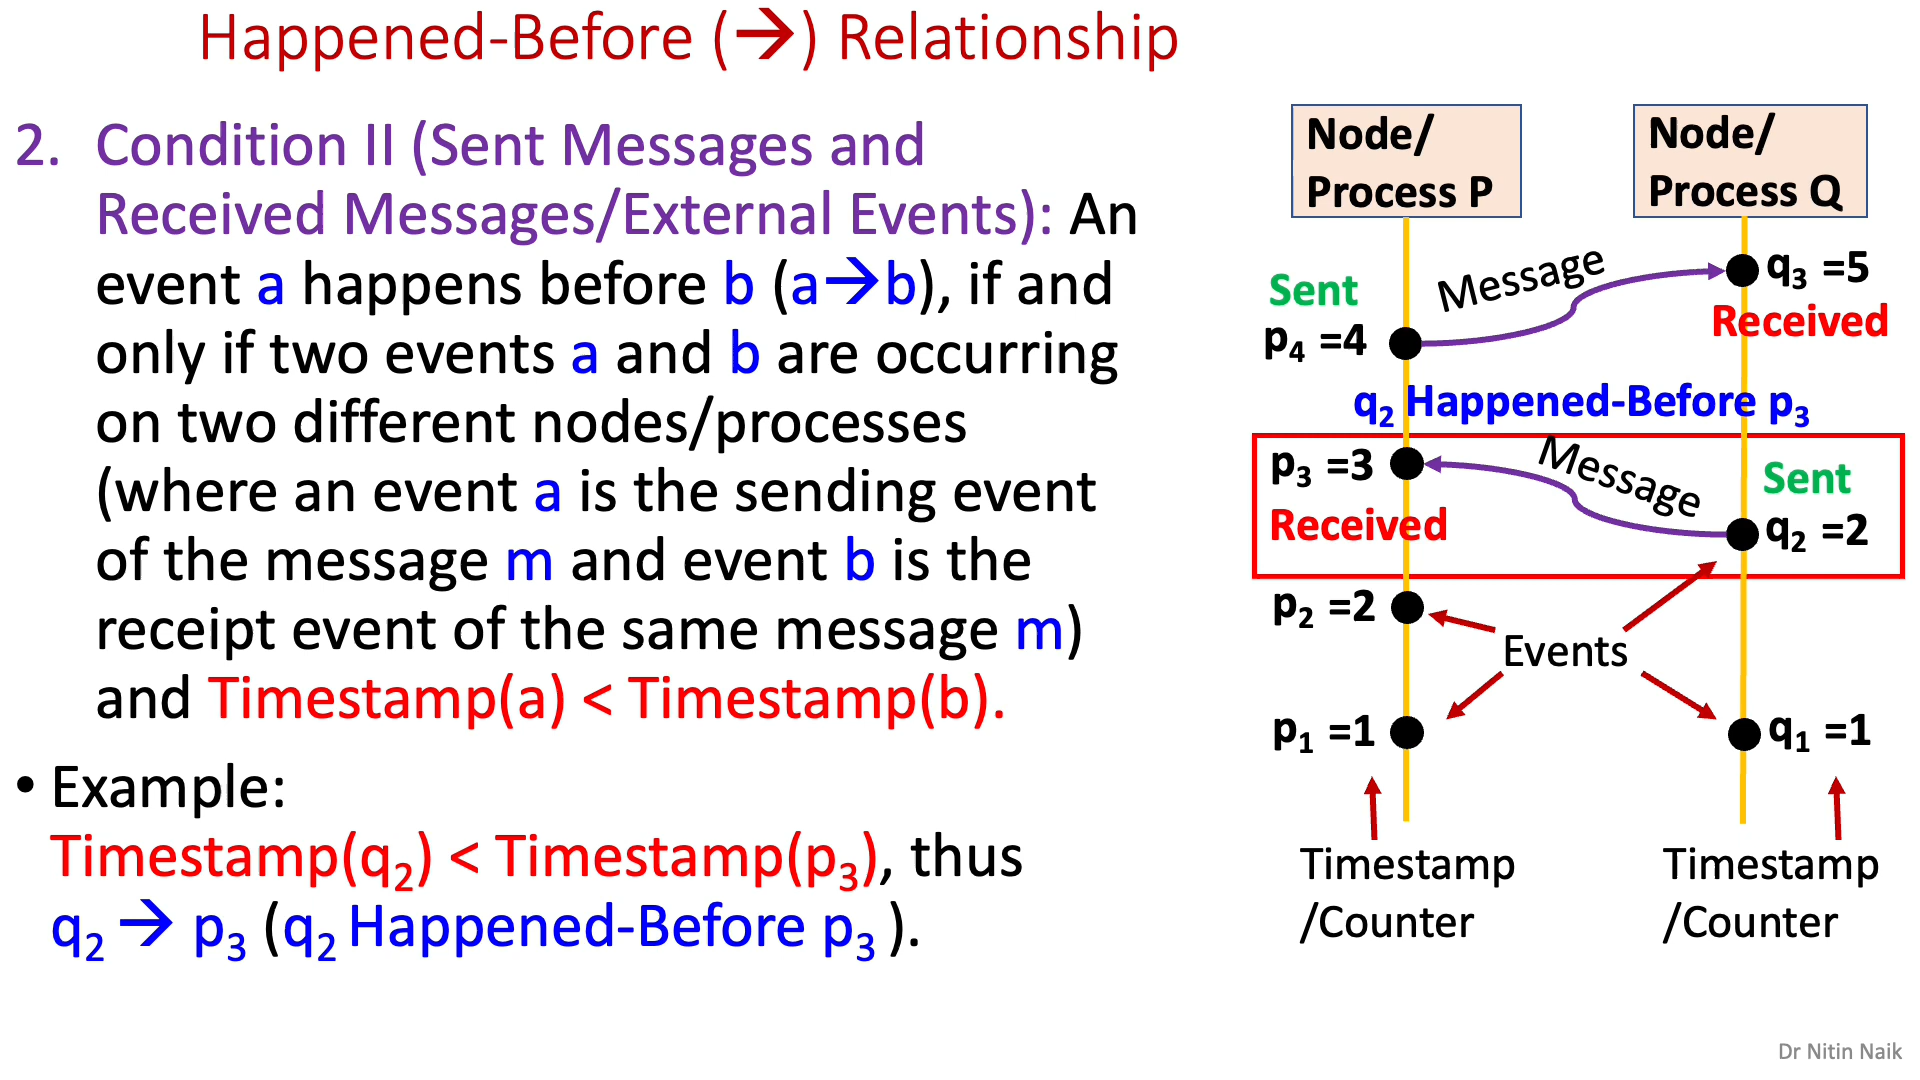 Happened-Before (→) Relationship
2. Condition II (Sent Messages and
Received Messages/External Events): An
event a happens before b (a→b), if and
only if two events a and b are occurring
on two different nodes/processes
(where an event a is the sending event
of the message m and event b is the
receipt event of the same message m)
and Timestamp(a) < Timestamp(b).
• Example:
Timestamp(q₂) < Timestamp(p₃), thus
q₂ → p₃ (q₂ Happened-Before p₃ ).
Node/
Process P
Node/
Process Q
Message
q₃ =5
Sent
Received
p₄ =4
q₂ Happened-Before p₃
p₃ =3
Message
Sent
Received
q₂ =2
p₂ =2
Events
p₁ =1
q₁ =1
Timestamp
/Counter
Timestamp
/Counter
Dr Nitin Naik